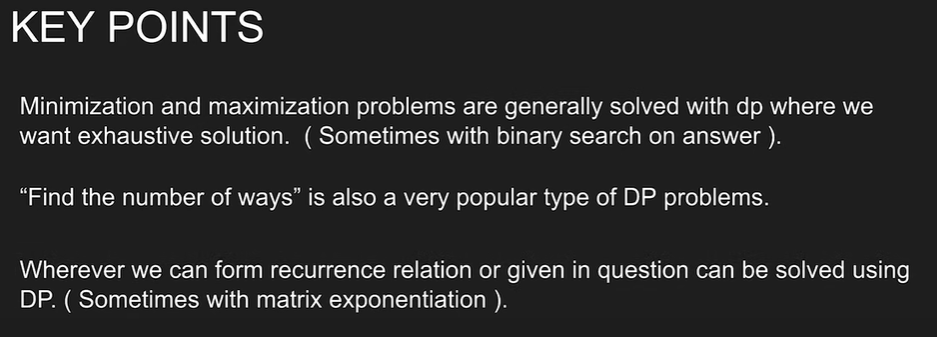 KEY POINTS
Minimization and maximization problems are generally solved with dp where we
want exhaustive solution.  ( Sometimes with binary search on answer ).
“Find the number of ways” is also a very popular type of DP problems.
Wherever we can form recurrence relation or given in question can be solved using
DP. ( Sometimes with matrix exponentiation ).